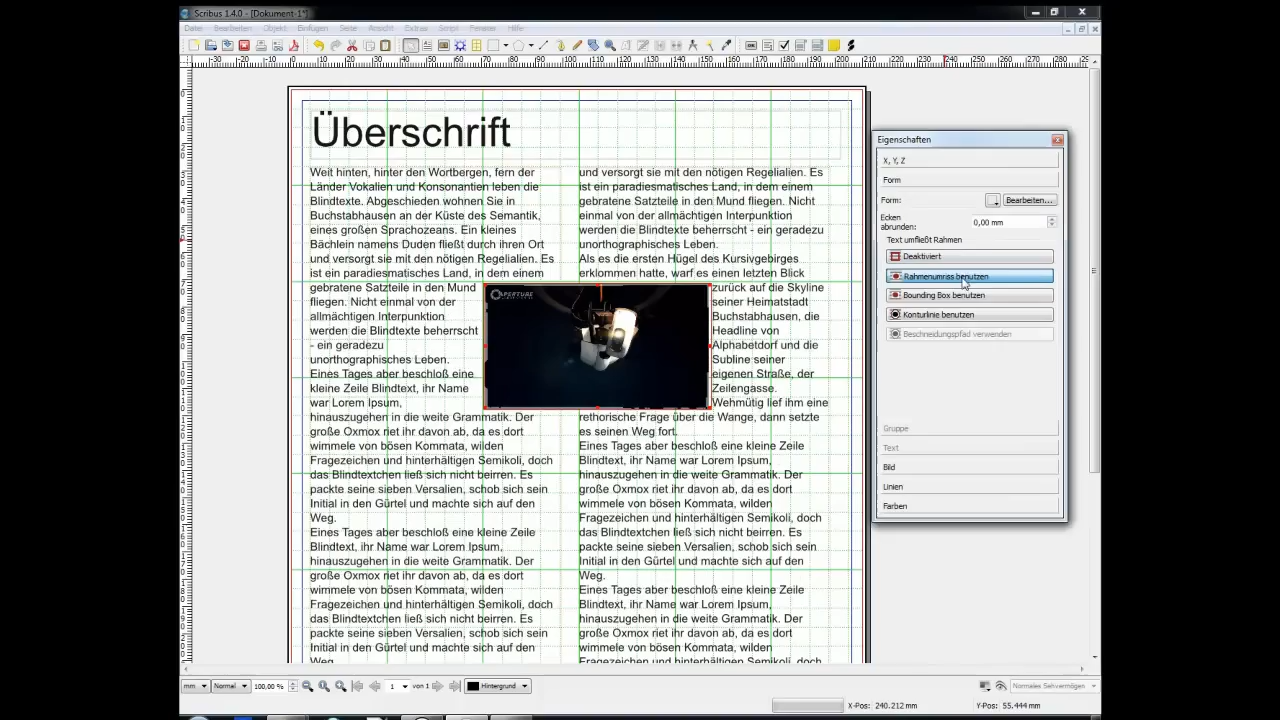 Scribus 1.4.0 - [Dokument-1*]
Datei Bearbeiten Objekt Einfügen Seite Ansicht Extras Script Fenster Hilfe
Überschrift
Weit hinten, hinter den Wortbergen, fern der
Länder Vokalien und Konsonantien leben die
Blindtexte. Abgeschieden wohnen Sie in
Buchstabhausen an der Küste des Semantik,
eines großen Sprachozeans. Ein kleines
Bächlein namens Duden fließt durch ihren Ort
und versorgt sie mit den nötigen Regelialien. Es
ist ein paradiesmatisches Land, in dem einem
gebratene Satzteile in den Mund
fliegen. Nicht einmal von der
allmächtigen Interpunktion
werden die Blindtexte beherrscht
- ein geradezu
unorthographisches Leben.
Eines Tages aber beschloß eine
kleine Zeile Blindtext, ihr Name
war Lorem Ipsum,
hinauszugehen in die weite Grammatik. Der
große Oxmox riet ihr davon ab, da es dort
wimmele von bösen Kommata, wilden
Fragezeichen und hinterhältigen Semikoli, doch
das Blindtextchen ließ sich nicht beirren. Es
packte seine sieben Versalien, schob sich sein
Initial in den Gürtel und machte sich auf den
Weg.
Eines Tages aber beschloß eine kleine Zeile
Blindtext, ihr Name war Lorem Ipsum,
hinauszugehen in die weite Grammatik. Der
große Oxmox riet ihr davon ab, da es dort
wimmele von bösen Kommata, wilden
Fragezeichen und hinterhältigen Semikoli, doch
das Blindtextchen ließ sich nicht beirren. Es
packte seine sieben Versalien, schob sich sein
Initial in den Gürtel und machte sich auf den
Weg.
und versorgt sie mit den nötigen Regelialien. Es
ist ein paradiesmatisches Land, in dem einem
gebratene Satzteile in den Mund fliegen. Nicht
einmal von der allmächtigen Interpunktion
werden die Blindtexte beherrscht - ein geradezu
unorthographisches Leben.
Als es die ersten Hügel des Kursivgebirges
erklommen hatte, warf es einen letzten Blick
zurück auf die Skyline
seiner Heimatstadt
Buchstabhausen, die
Headline von
Alphabetdorf und die
Subline seiner
eigenen Straße, der
Zeilengasse.
Wehmütig lief ihm eine
rethorische Frage über die Wange, dann setzte
es seinen Weg fort.
Eines Tages aber beschloß eine kleine Zeile
Blindtext, ihr Name war Lorem Ipsum,
hinauszugehen in die weite Grammatik. Der
große Oxmox riet ihr davon ab, da es dort
wimmele von bösen Kommata, wilden
Fragezeichen und hinterhältigen Semikoli, doch
das Blindtextchen ließ sich nicht beirren. Es
packte seine sieben Versalien, schob sich sein
Initial in den Gürtel und machte sich auf den
Weg.
Eines Tages aber beschloß eine kleine Zeile
Blindtext, ihr Name war Lorem Ipsum,
hinauszugehen in die weite Grammatik. Der
große Oxmox riet ihr davon ab, da es dort
wimmele von bösen Kommata, wilden
Fragezeichen und hinterhältigen Semikoli, doch
APERTURE
Eigenschaften
X, Y, Z
Form
Form: Bearbeiten...
Ecken
abrunden: 0,00 mm
Text umfließt Rahmen
Deaktiviert
Rahmenumriss benutzen
Bounding Box benutzen
Konturlinie benutzen
Beschneidungspfad verwenden
Gruppe
Text
Bild
Linien
Farben
mm Normal 100,00 % 1 von 1 Hintergrund Normales Sehvermögen
X-Pos: 240.212 mm Y-Pos: 55.444 mm